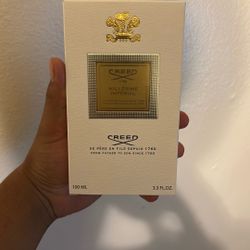 CREED
MILLÉSIME
IMPERIAL
CREED
DE PÈRE EN FILS DEPUIS 1760
FROM FATHER TO SON SINCE 1760
100 ML
3.3 FL.OZ.